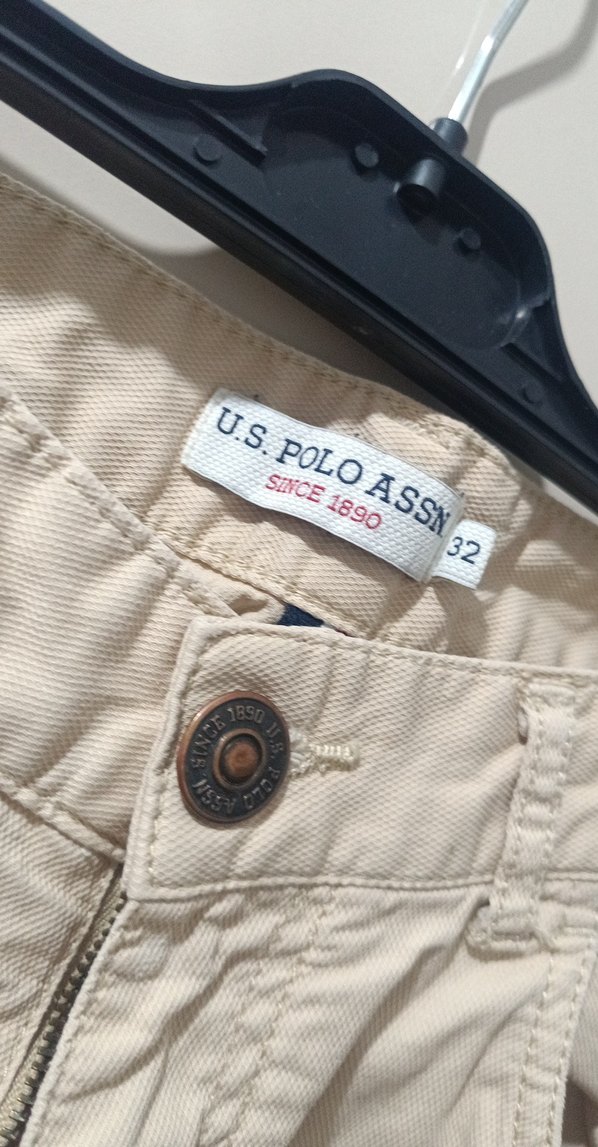 U.S. POLO ASSN.
SINCE 1890
32
SINCE 1890 U.S. POLO ASSN.